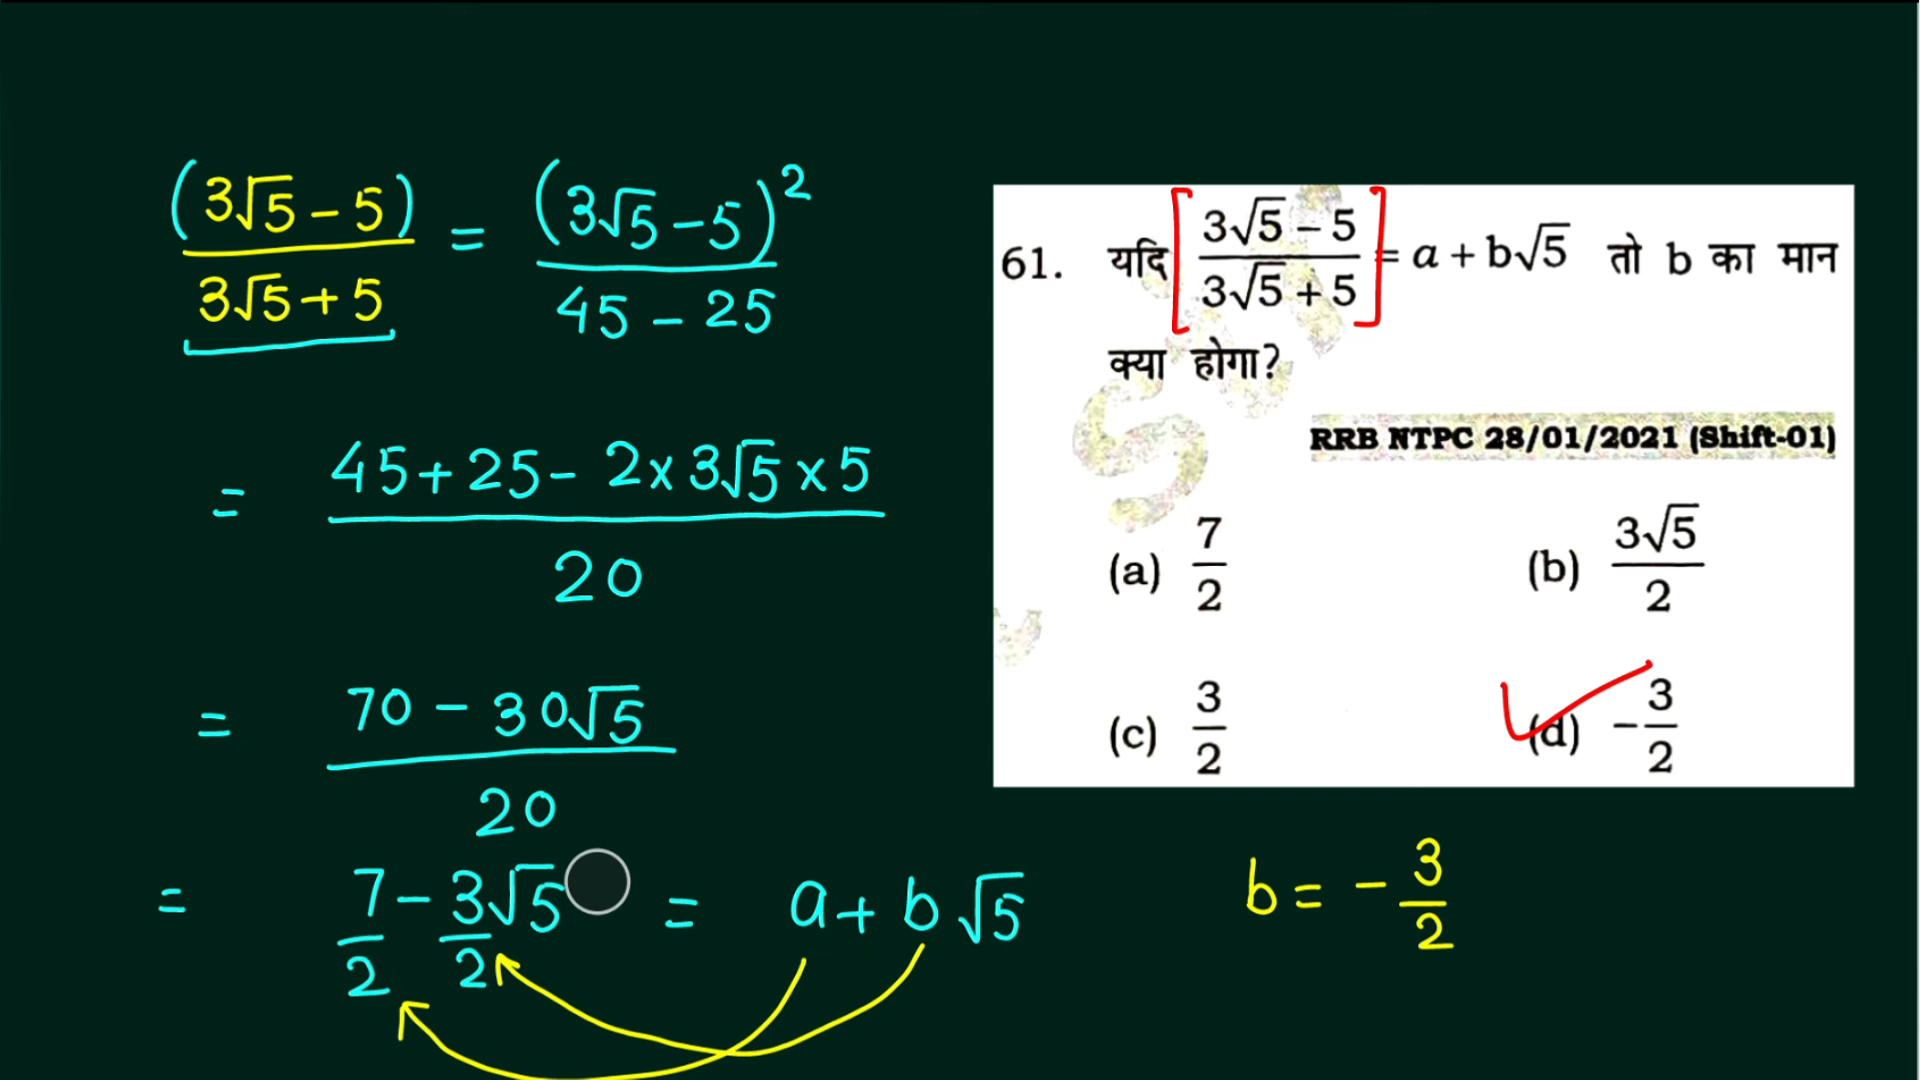 (3√5 - 5) / (3√5 + 5) = (3√5 - 5)² / (45 - 25)
= (45 + 25 - 2 × 3√5 × 5) / 20
= (70 - 30√5) / 20
= 7/2 - 3/2 √5 = a + b√5
61. यदि [(3√5 - 5) / (3√5 + 5)] = a + b√5 तो b का मान
क्या होगा?
RRB NTPC 28/01/2021 (Shift-01)
(a) 7/2 (b) 3√5/2
(c) 3/2 (d) -3/2
b = -3/2